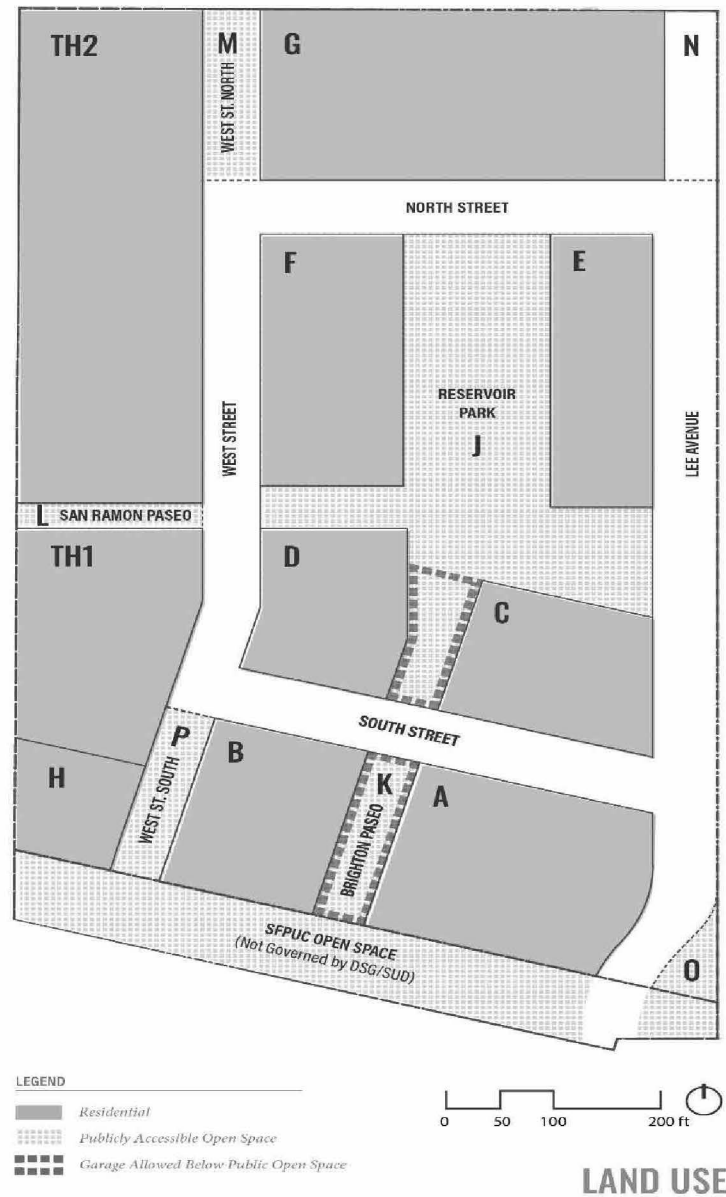 TH2
M
G
N
WEST ST. NORTH
NORTH STREET
F
E
RESERVOIR
PARK
J
WEST STREET
LEE AVENUE
L SAN RAMON PASEO
TH1
D
C
SOUTH STREET
P
B
K
A
H
WEST ST. SOUTH
BRIGHTON PASEO
SFPUC OPEN SPACE
(Not Governed by DSG/SUD)
O
LEGEND
Residential
Publicly Accessible Open Space
Garage Allowed Below Public Open Space
0 50 100 200 ft
LAND USE